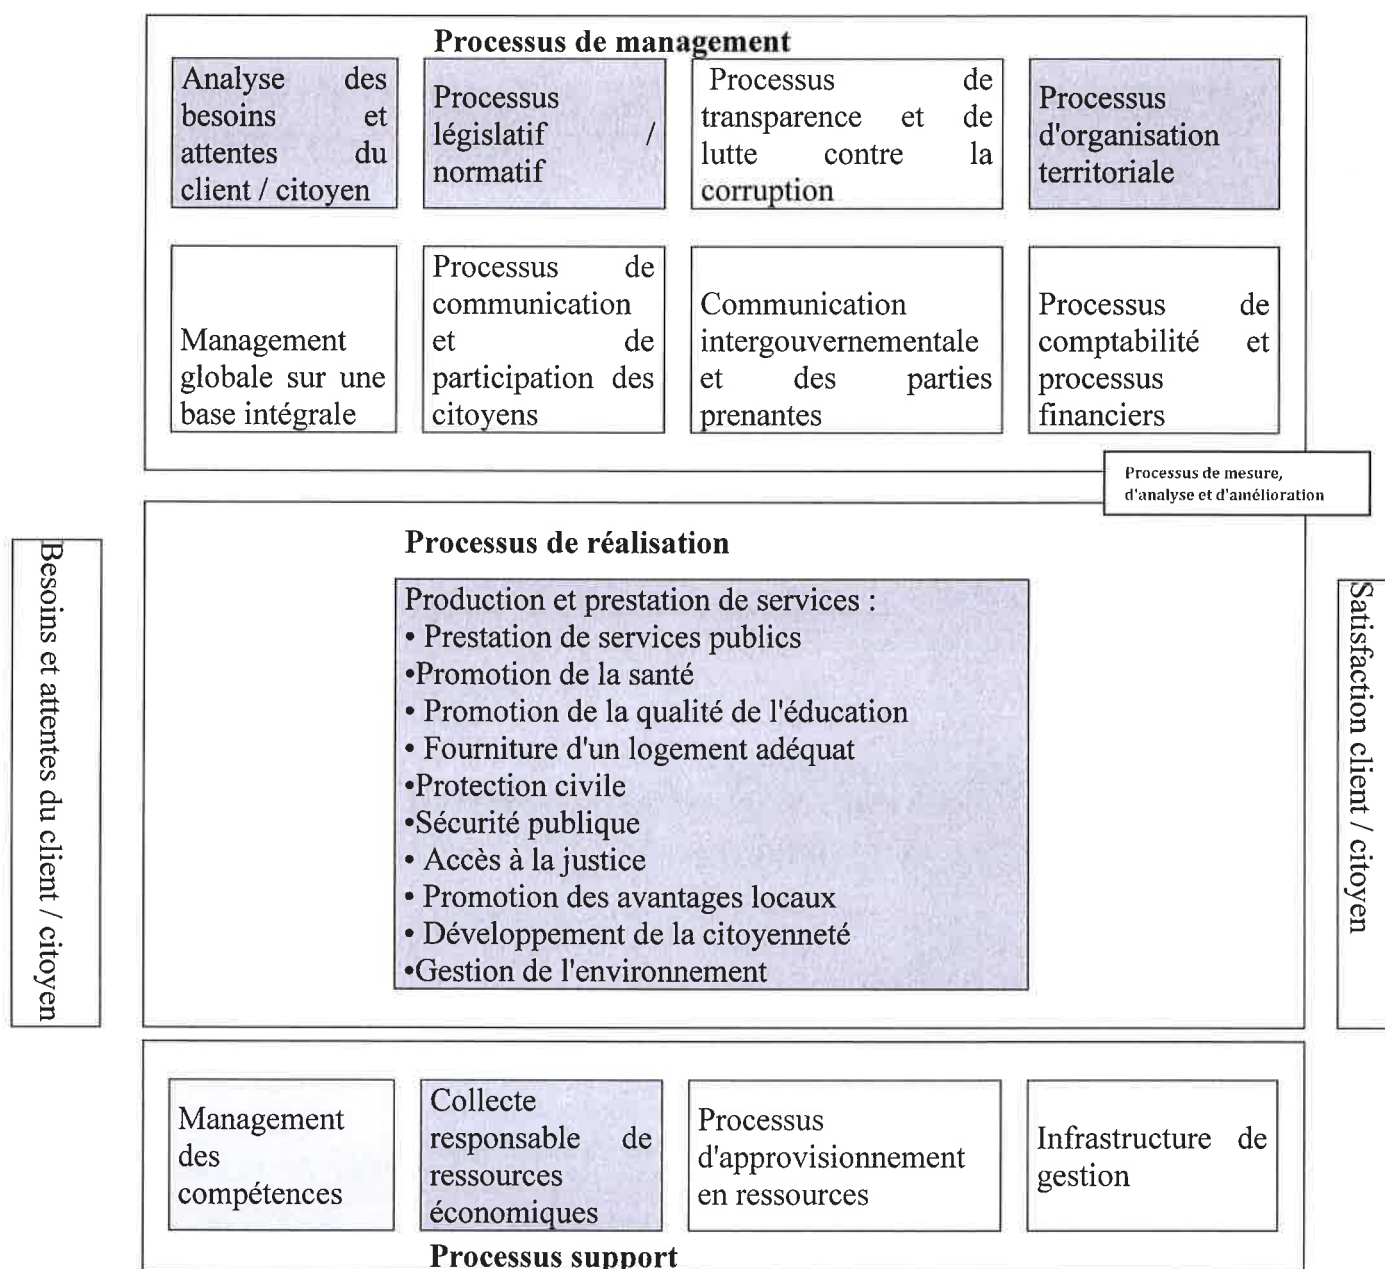 Processus de management
Analyse des
besoins et
attentes du
client / citoyen
Processus
législatif /
normatif
Processus de
transparence et de
lutte contre la
corruption
Processus
d'organisation
territoriale
Management
globale sur une
base intégrale
Processus de
communication
et de
participation des
citoyens
Communication
intergouvernementale
et des parties
prenantes
Processus de
comptabilité et
processus
financiers
Processus de mesure,
d'analyse et d'amélioration
Besoins et attentes du client / citoyen
Processus de réalisation
Production et prestation de services :
• Prestation de services publics
•Promotion de la santé
• Promotion de la qualité de l'éducation
• Fourniture d'un logement adéquat
•Protection civile
•Sécurité publique
• Accès à la justice
• Promotion des avantages locaux
• Développement de la citoyenneté
•Gestion de l'environnement
Satisfaction client / citoyen
Management
des
compétences
Collecte
responsable de
ressources
économiques
Processus
d'approvisionnement
en ressources
Infrastructure de
gestion
Processus support